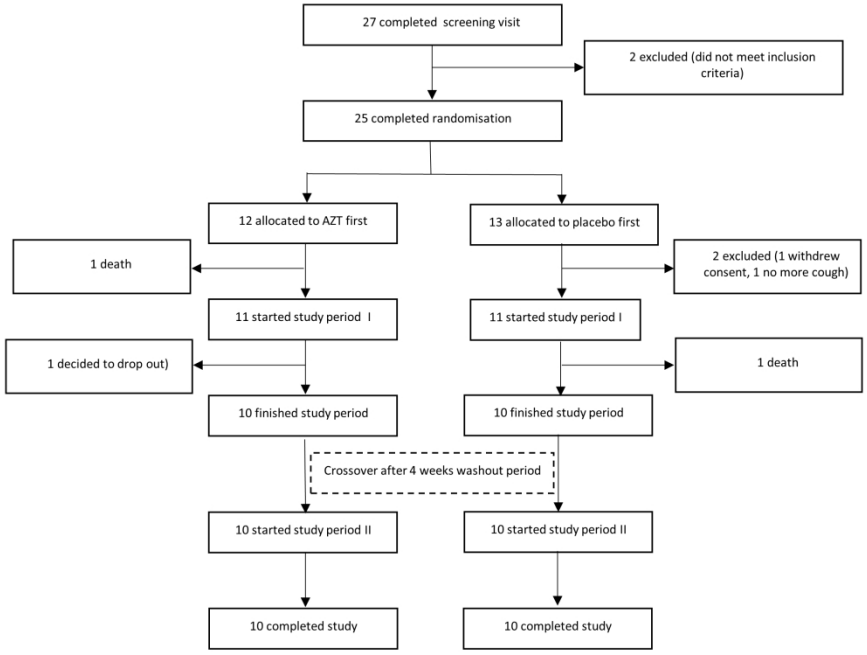 27 completed screening visit
2 excluded (did not meet inclusion
criteria)
25 completed randomisation
12 allocated to AZT first
13 allocated to placebo first
1 death
2 excluded (1 withdrew
consent, 1 no more cough)
11 started study period I
11 started study period I
1 decided to drop out)
1 death
10 finished study period
10 finished study period
Crossover after 4 weeks washout period
10 started study period II
10 started study period II
10 completed study
10 completed study